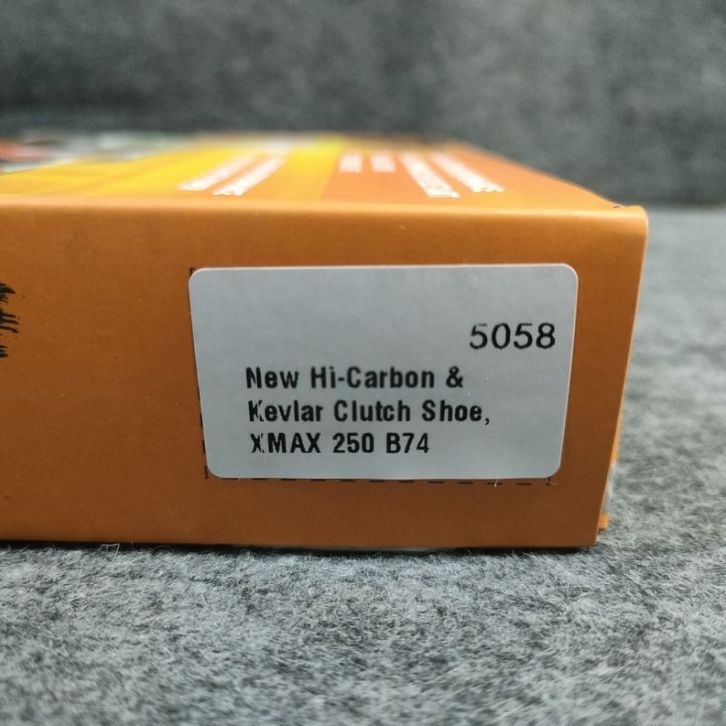 5058
New Hi-Carbon &
Kevlar Clutch Shoe,
XMAX 250 B74